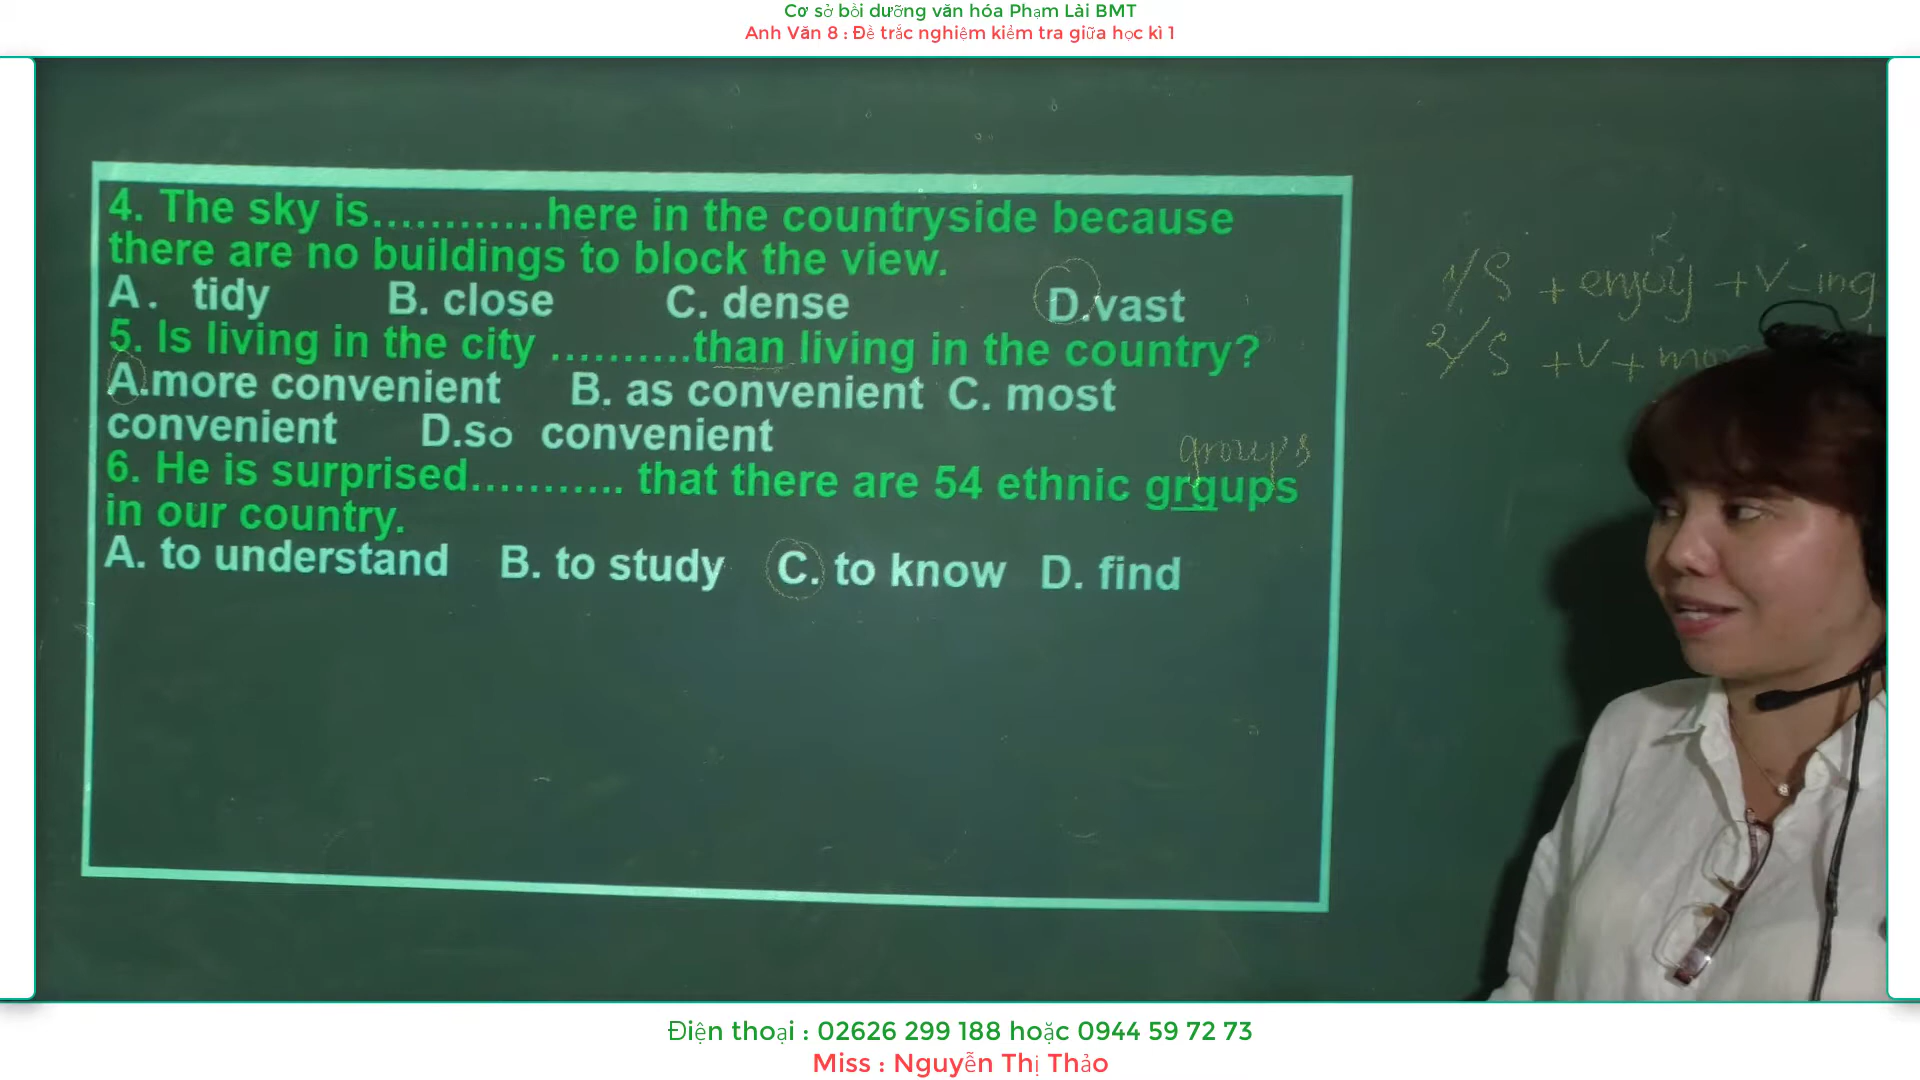 Cơ sở bồi dưỡng văn hóa Phạm Lài BMT
Anh Văn 8 : Đề trắc nghiệm kiểm tra giữa học kì 1
4. The sky is............here in the countryside because
there are no buildings to block the view.
A. tidy B. close C. dense D.vast
5. Is living in the city ..........than living in the country?
A.more convenient B. as convenient C. most
convenient D.so convenient
groups
6. He is surprised........... that there are 54 ethnic grgups
in our country.
A. to understand B. to study C. to know D. find
1/ S + enjoy + V-ing
2/ S + V + mo
Điện thoại : 02626 299 188 hoặc 0944 59 72 73
Miss : Nguyễn Thị Thảo